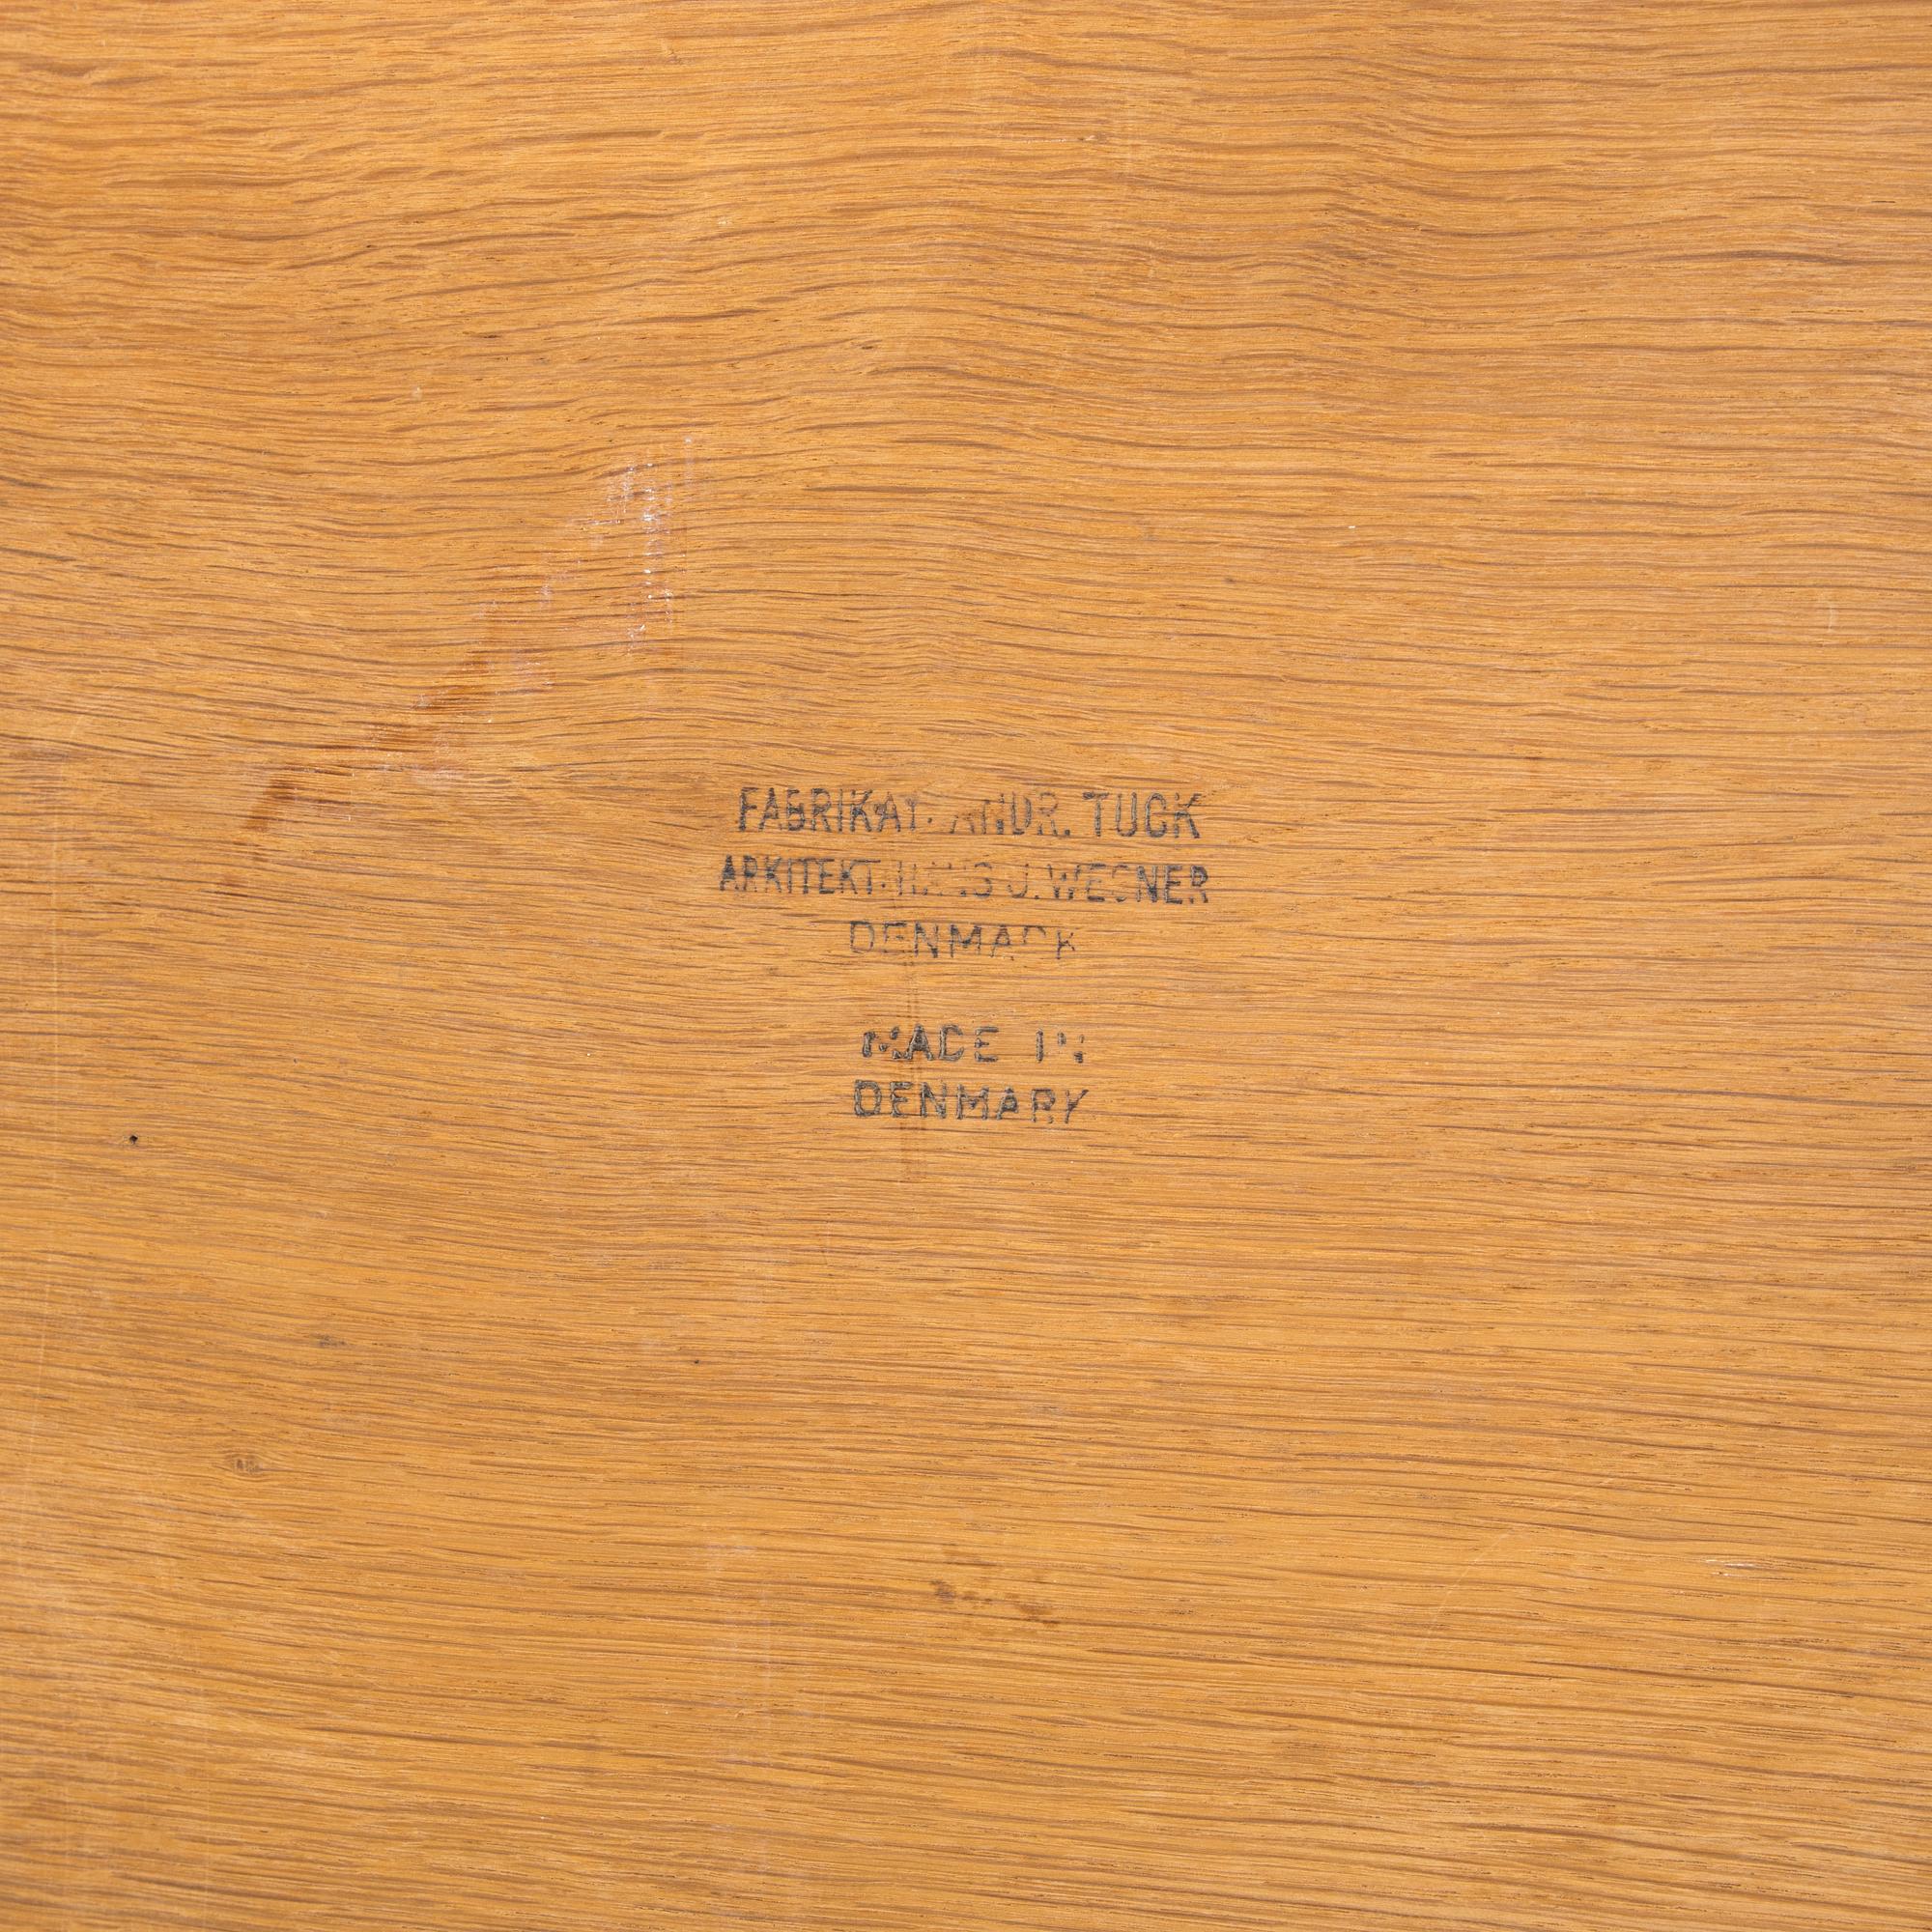 FABRIKAT: ANDR. TUCK
ARKITEKT: HANS J. WEGNER
DENMARK
MADE IN
DENMARK